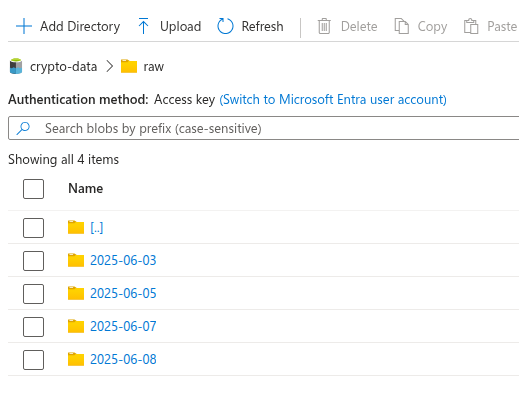 Add Directory Upload Refresh Delete Copy Paste
crypto-data > raw
Authentication method: Access key (Switch to Microsoft Entra user account)
Search blobs by prefix (case-sensitive)
Showing all 4 items
Name
[..]
2025-06-03
2025-06-05
2025-06-07
2025-06-08